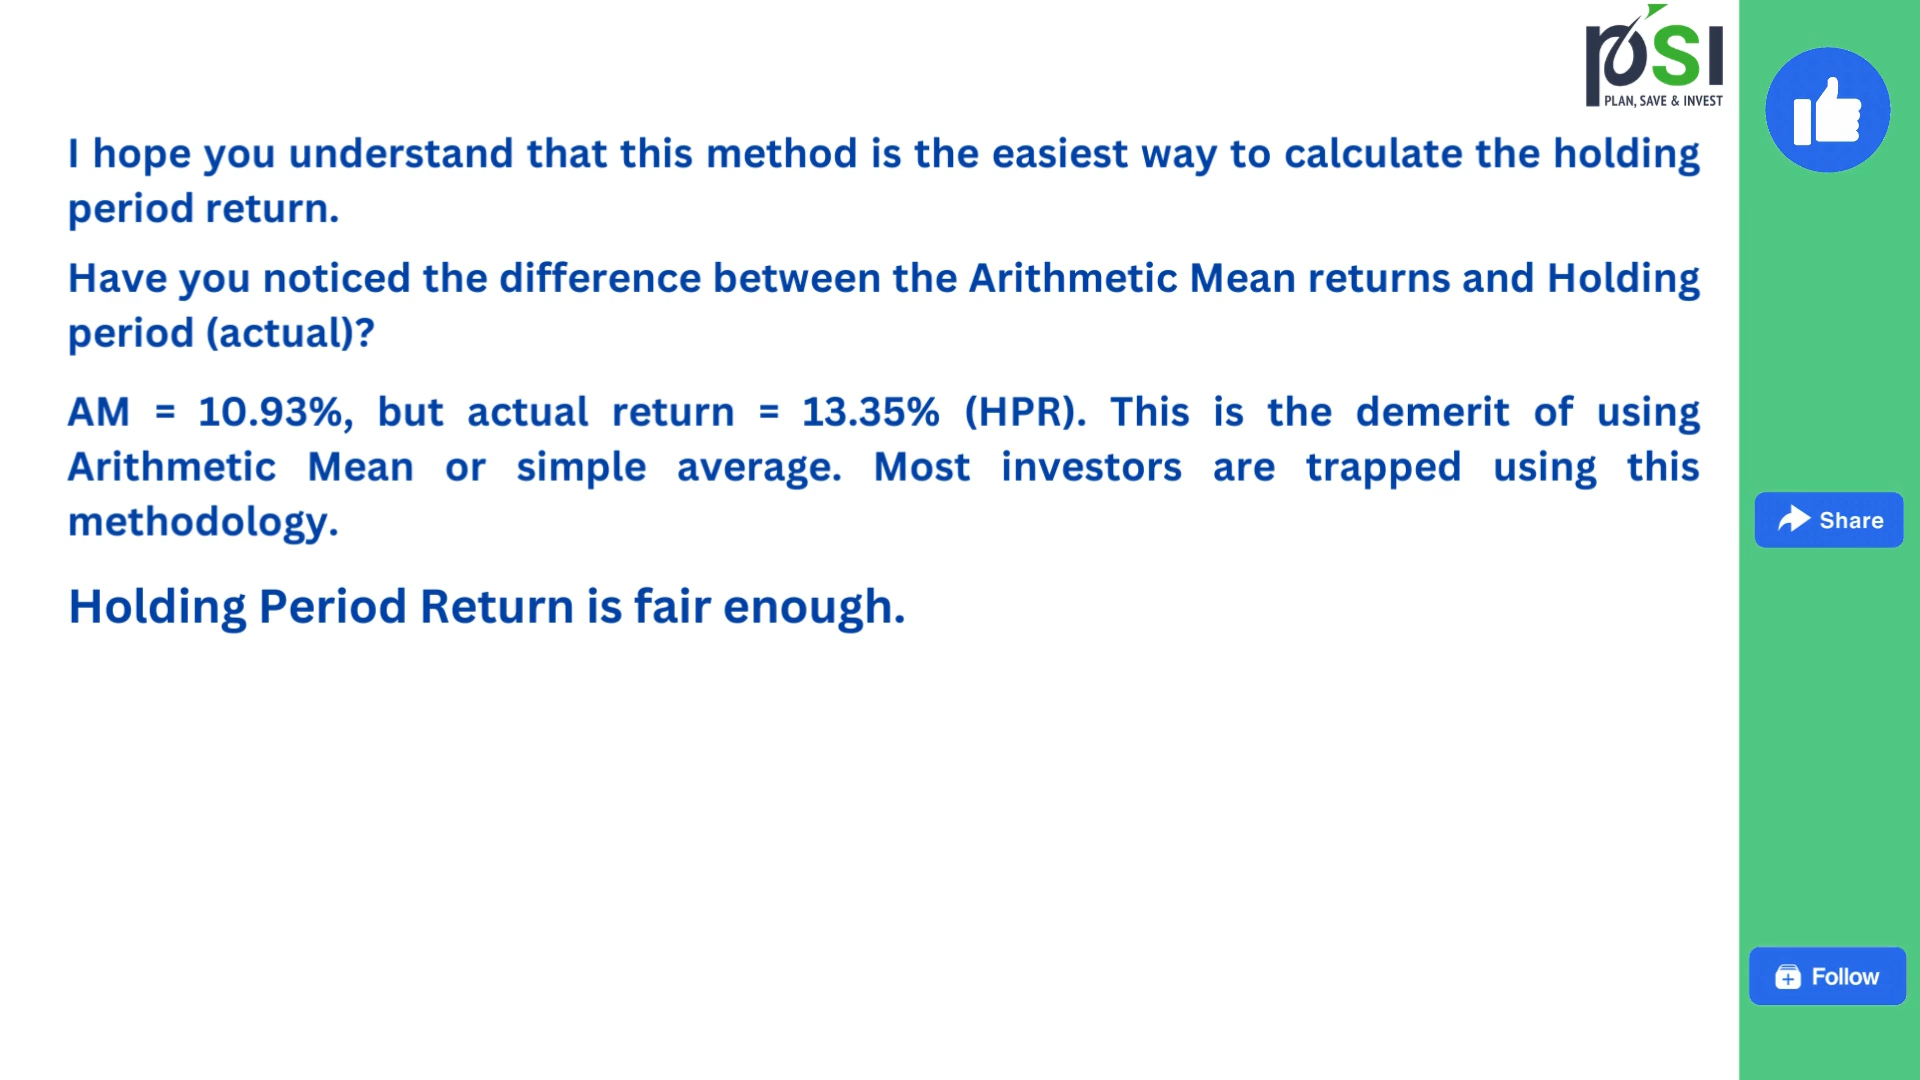 pSI
PLAN, SAVE & INVEST
I hope you understand that this method is the easiest way to calculate the holding
period return.
Have you noticed the difference between the Arithmetic Mean returns and Holding
period (actual)?
AM = 10.93%, but actual return = 13.35% (HPR). This is the demerit of using
Arithmetic Mean or simple average. Most investors are trapped using this
methodology.
Holding Period Return is fair enough.
Share
Follow